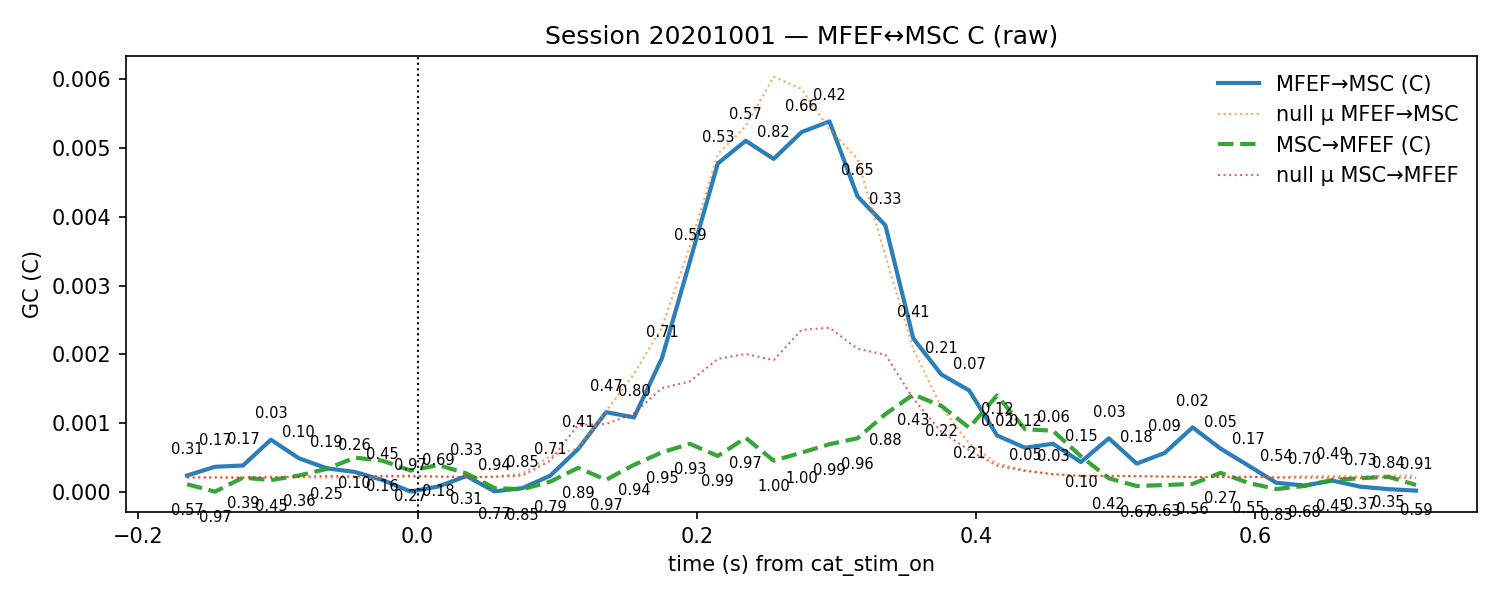 Session 20201001 — MFEF↔MSC C (raw)
GC (C)
0.006
0.005
0.004
0.003
0.002
0.001
0.000
MFEF→MSC (C)
null μ MFEF→MSC
MSC→MFEF (C)
null μ MSC→MFEF
0.31 0.17 0.17 0.03 0.10 0.19 0.26 0.45 0.97 0.69 0.33 0.94 0.85 0.71 0.41 0.47 0.80 0.71 0.59 0.53 0.57 0.82 0.66 0.42 0.65 0.33 0.41 0.21 0.07 0.12 0.12 0.06 0.15 0.03 0.18 0.09 0.02 0.05 0.17 0.54 0.70 0.49 0.73 0.84 0.91
0.57 0.97 0.39 0.45 0.36 0.25 0.10 0.16 0.27 0.18 0.31 0.77 0.85 0.79 0.89 0.97 0.94 0.95 0.93 0.99 0.97 1.00 1.00 0.99 0.96 0.88 0.43 0.22 0.21 0.02 0.05 0.03 0.10 0.42 0.67 0.63 0.56 0.27 0.55 0.83 0.68 0.45 0.37 0.35 0.59
−0.2 0.0 0.2 0.4 0.6
time (s) from cat_stim_on